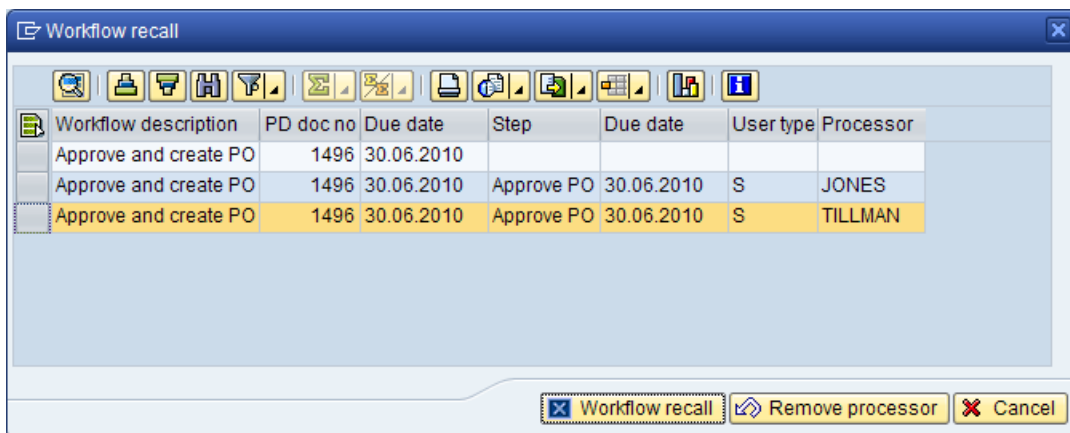 Workflow recall
Workflow description PD doc no Due date Step Due date User type Processor
Approve and create PO 1496 30.06.2010
Approve and create PO 1496 30.06.2010 Approve PO 30.06.2010 S JONES
Approve and create PO 1496 30.06.2010 Approve PO 30.06.2010 S TILLMAN
Workflow recall Remove processor Cancel